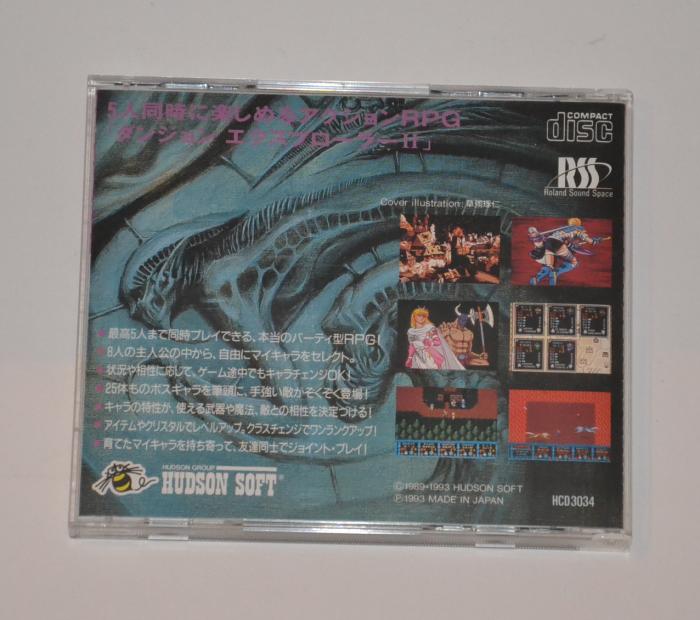 5人同時に楽しめるアクションRPG
「ダンジョン エクスプローラーII」
COMPACT
disc
RSS
Roland Sound Space
Cover illustration:
最高5人まで同時プレイできる、本当のパーティ型RPG!
8人の主人公の中から、自由にマイキャラをセレクト。
状況や相性に応じて、ゲーム途中でもキャラチェンジOK!
25体ものボスキャラを筆頭に、手強い敵がぞくぞく登場!
キャラの特性が、使える武器や魔法、敵との相性を決定づける!
アイテムやクリスタルでレベルアップ。クラスチェンジでワンランクアップ!
育てたマイキャラを持ち寄って、友達同士でジョイント・プレイ!
HUDSON GROUP
HUDSON SOFT®
©1989・1993 HUDSON SOFT
Ⓟ1993 MADE IN JAPAN
HCD3034